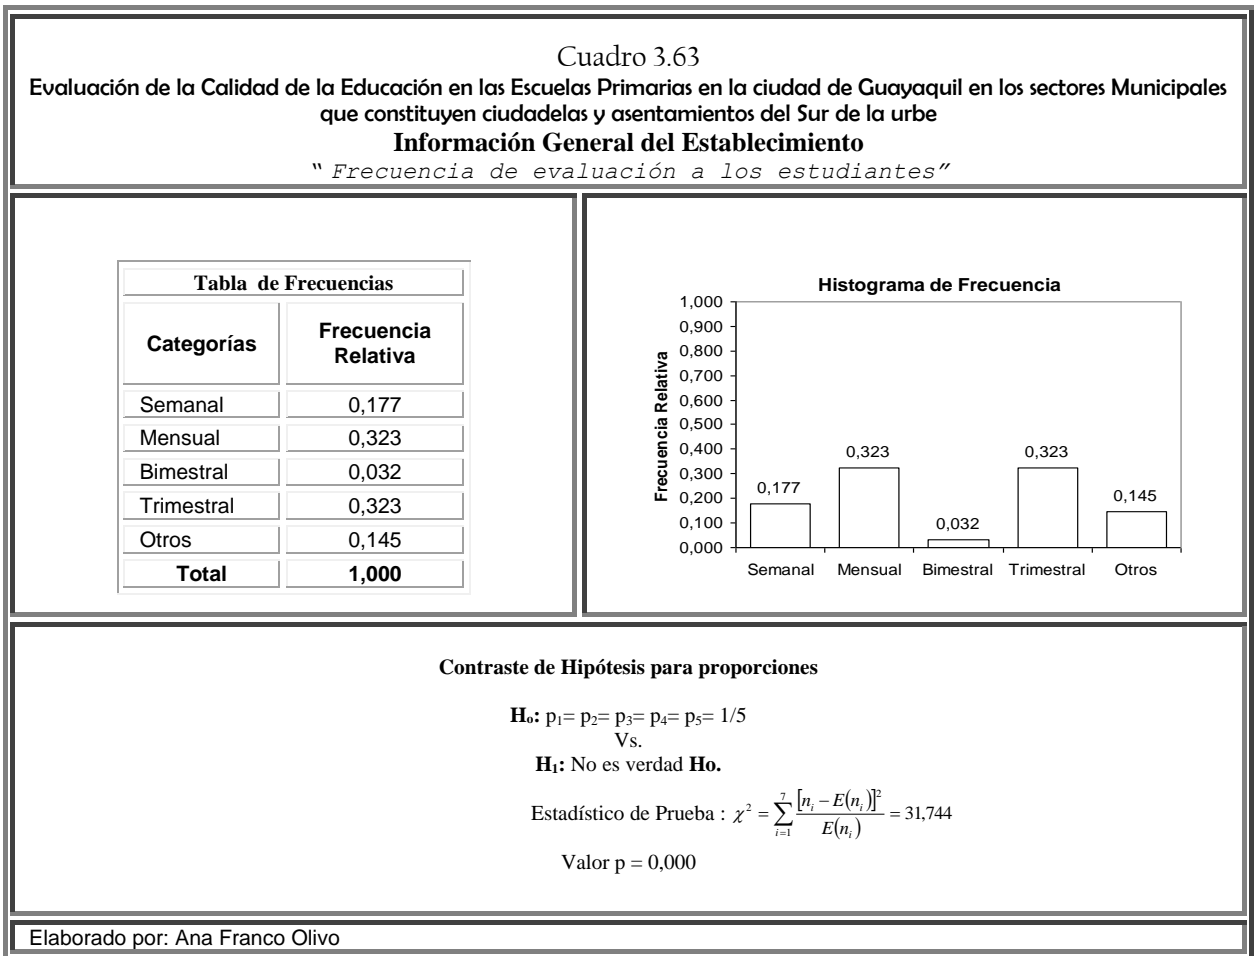 Cuadro 3.63
Evaluación de la Calidad de la Educación en las Escuelas Primarias en la ciudad de Guayaquil en los sectores Municipales
que constituyen ciudadelas y asentamientos del Sur de la urbe
Información General del Establecimiento
“ Frecuencia de evaluación a los estudiantes”
Tabla de Frecuencias
Categorías Frecuencia Relativa
Semanal 0,177
Mensual 0,323
Bimestral 0,032
Trimestral 0,323
Otros 0,145
Total 1,000
Histograma de Frecuencia
Frecuencia Relativa
1,000
0,900
0,800
0,700
0,600
0,500
0,400
0,300
0,200
0,100
0,000
0,177
0,323
0,032
0,323
0,145
Semanal Mensual Bimestral Trimestral Otros
Contraste de Hipótesis para proporciones
Hₒ: p₁= p₂= p₃= p₄= p₅= 1/5
Vs.
H₁: No es verdad Ho.
Estadístico de Prueba : χ² = ∑_{i=1}^{7} [nᵢ − E(nᵢ)]² / E(nᵢ) = 31,744
Valor p = 0,000
Elaborado por: Ana Franco Olivo